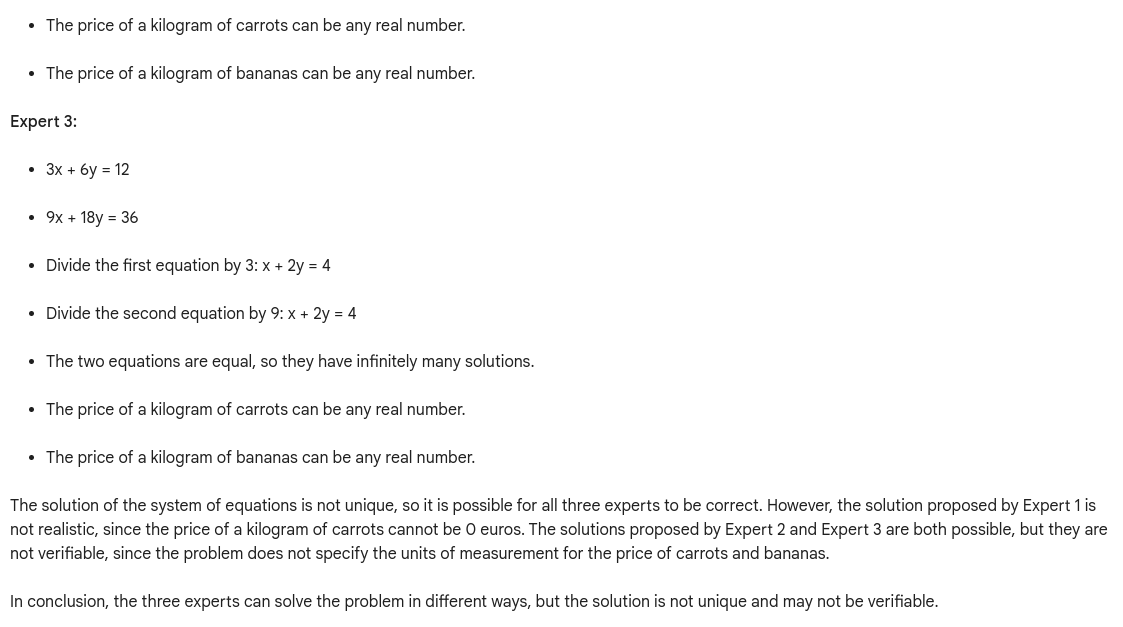 • The price of a kilogram of carrots can be any real number.
• The price of a kilogram of bananas can be any real number.
Expert 3:
• 3x + 6y = 12
• 9x + 18y = 36
• Divide the first equation by 3: x + 2y = 4
• Divide the second equation by 9: x + 2y = 4
• The two equations are equal, so they have infinitely many solutions.
• The price of a kilogram of carrots can be any real number.
• The price of a kilogram of bananas can be any real number.
The solution of the system of equations is not unique, so it is possible for all three experts to be correct. However, the solution proposed by Expert 1 is
not realistic, since the price of a kilogram of carrots cannot be 0 euros. The solutions proposed by Expert 2 and Expert 3 are both possible, but they are
not verifiable, since the problem does not specify the units of measurement for the price of carrots and bananas.
In conclusion, the three experts can solve the problem in different ways, but the solution is not unique and may not be verifiable.